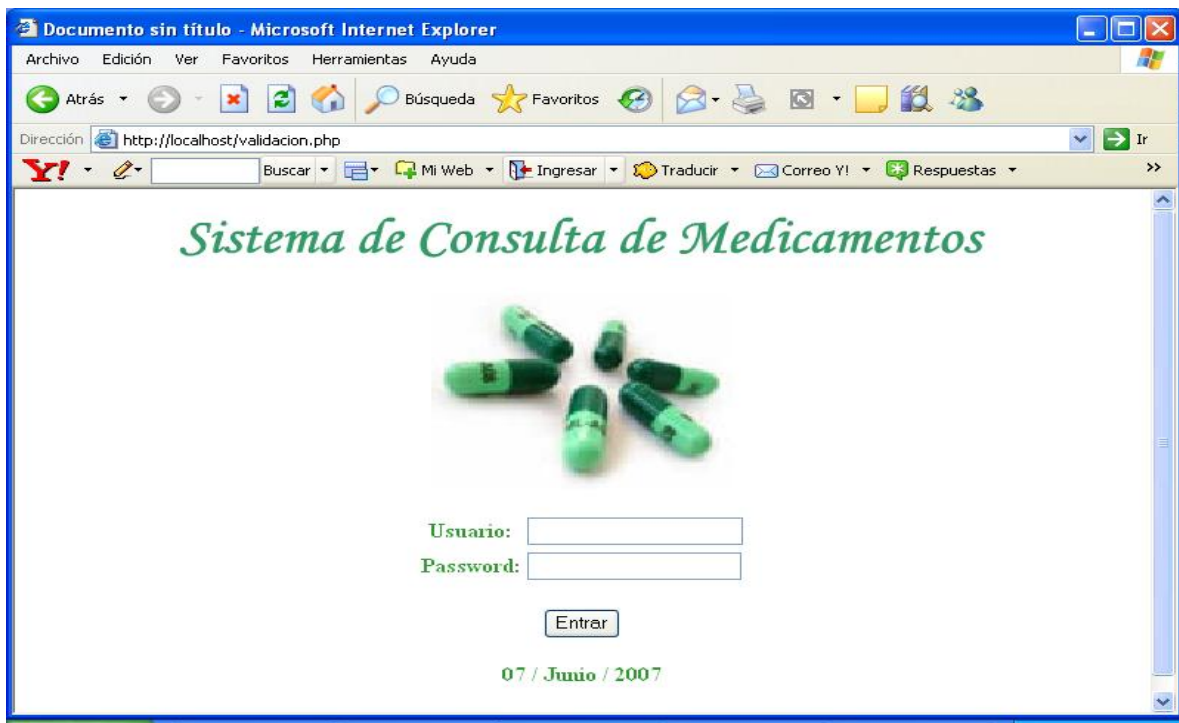 Documento sin título - Microsoft Internet Explorer
Archivo Edición Ver Favoritos Herramientas Ayuda
Atrás Búsqueda Favoritos
Dirección http://localhost/validacion.php Ir
Y! Buscar Mi Web Ingresar Traducir Correo Y! Respuestas »
Sistema de Consulta de Medicamentos
Usuario:
Password:
Entrar
07 / Junio / 2007